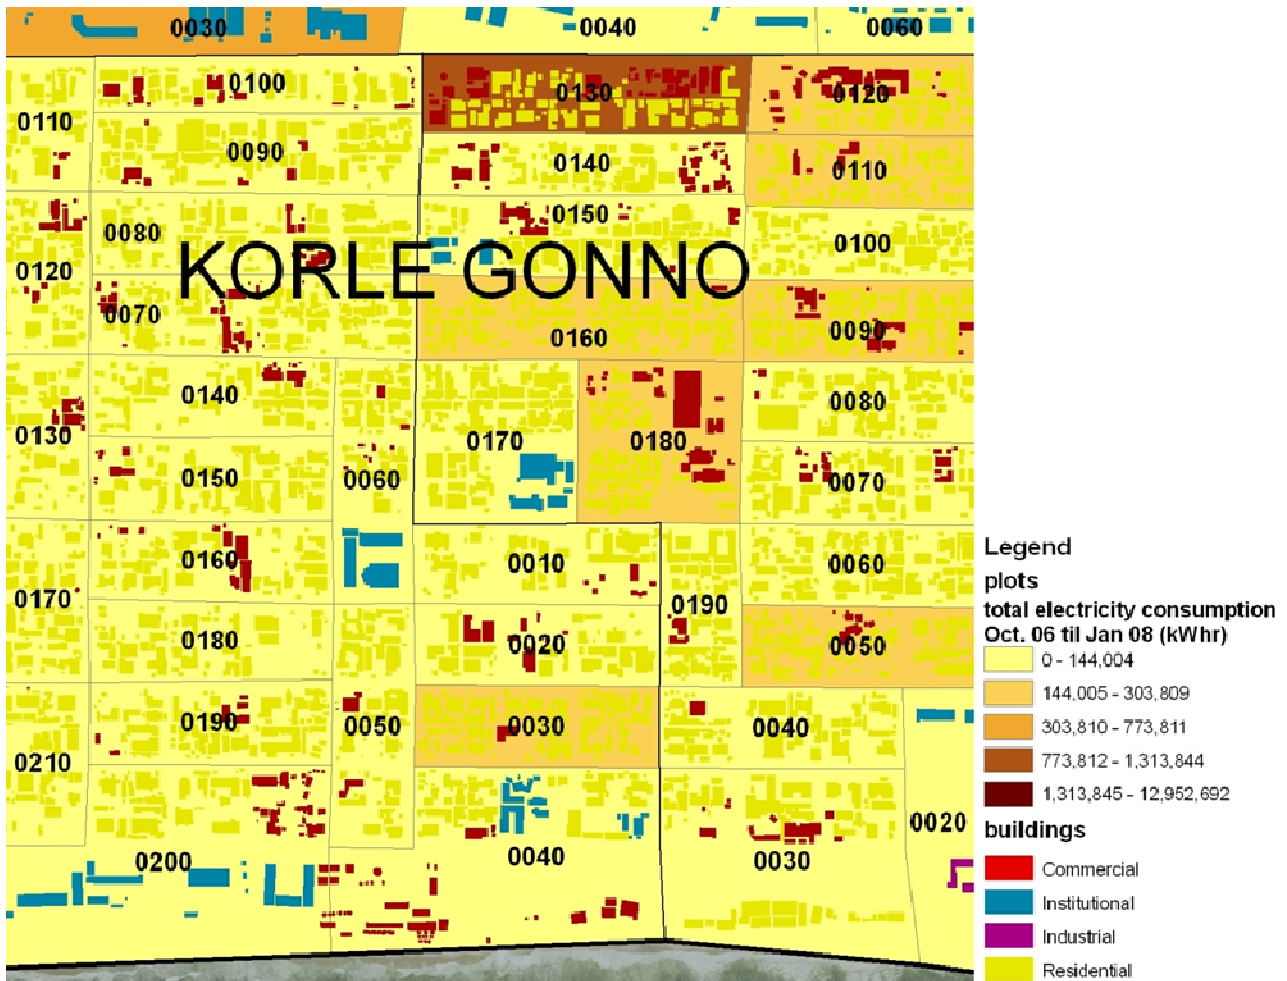 0030
0040
0060
0100
0130
0120
0110
0090
0140
0110
0080
0150
0100
0120
KORLE GONNO
0070
0160
0090
0140
0080
0130
0170
0180
0150
0060
0070
0160
0010
0060
0170
0190
0180
0020
0050
0190
0050
0030
0040
0210
0020
0200
0040
0030
Legend
plots
total electricity consumption
Oct. 06 til Jan 08 (kWhr)
0 - 144,004
144,005 - 303,809
303,810 - 773,811
773,812 - 1,313,844
1,313,845 - 12,952,692
buildings
Commercial
Institutional
Industrial
Residential